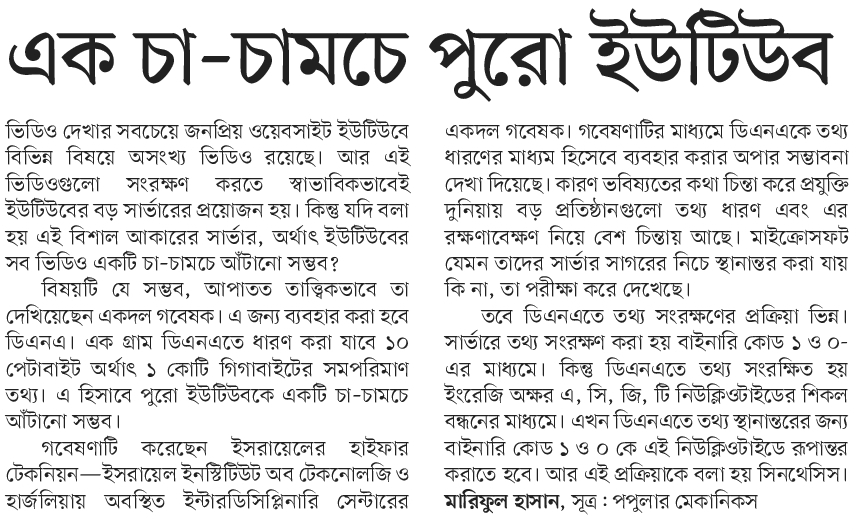 এক চা-চামচে পুরো ইউটিউব
ভিডিও দেখার সবচেয়ে জনপ্রিয় ওয়েবসাইট ইউটিউবে
বিভিন্ন বিষয়ে অসংখ্য ভিডিও রয়েছে। আর এই
ভিডিওগুলো সংরক্ষণ করতে স্বাভাবিকভাবেই
ইউটিউবের বড় সার্ভারের প্রয়োজন হয়। কিন্তু যদি বলা
হয় এই বিশাল আকারের সার্ভার, অর্থাৎ ইউটিউবের
সব ভিডিও একটি চা-চামচে আঁটানো সম্ভব?
বিষয়টি যে সম্ভব, আপাতত তাত্ত্বিকভাবে তা
দেখিয়েছেন একদল গবেষক। এ জন্য ব্যবহার করা হবে
ডিএনএ। এক গ্রাম ডিএনএতে ধারণ করা যাবে ১০
পেটাবাইট অর্থাৎ ১ কোটি গিগাবাইটের সমপরিমাণ
তথ্য। এ হিসাবে পুরো ইউটিউবকে একটি চা-চামচে
আঁটানো সম্ভব।
গবেষণাটি করেছেন ইসরায়েলের হাইফার
টেকনিয়ন—ইসরায়েল ইনস্টিটিউট অব টেকনোলজি ও
হার্জলিয়ায় অবস্থিত ইন্টারডিসিপ্লিনারি সেন্টারের
একদল গবেষক। গবেষণাটির মাধ্যমে ডিএনএকে তথ্য
ধারণের মাধ্যম হিসেবে ব্যবহার করার অপার সম্ভাবনা
দেখা দিয়েছে। কারণ ভবিষ্যতের কথা চিন্তা করে প্রযুক্তি
দুনিয়ায় বড় প্রতিষ্ঠানগুলো তথ্য ধারণ এবং এর
রক্ষণাবেক্ষণ নিয়ে বেশ চিন্তায় আছে। মাইক্রোসফট
যেমন তাদের সার্ভার সাগরের নিচে স্থানান্তর করা যায়
কি না, তা পরীক্ষা করে দেখেছে।
তবে ডিএনএতে তথ্য সংরক্ষণের প্রক্রিয়া ভিন্ন।
সার্ভারে তথ্য সংরক্ষণ করা হয় বাইনারি কোড ১ ও ০-
এর মাধ্যমে। কিন্তু ডিএনএতে তথ্য সংরক্ষিত হয়
ইংরেজি অক্ষর এ, সি, জি, টি নিউক্লিওটাইডের শিকল
বন্ধনের মাধ্যমে। এখন ডিএনএতে তথ্য স্থানান্তরের জন্য
বাইনারি কোড ১ ও ০ কে এই নিউক্লিওটাইডে রূপান্তর
করাতে হবে। আর এই প্রক্রিয়াকে বলা হয় সিনথেসিস।
মারিফুল হাসান, সূত্র : পপুলার মেকানিকস